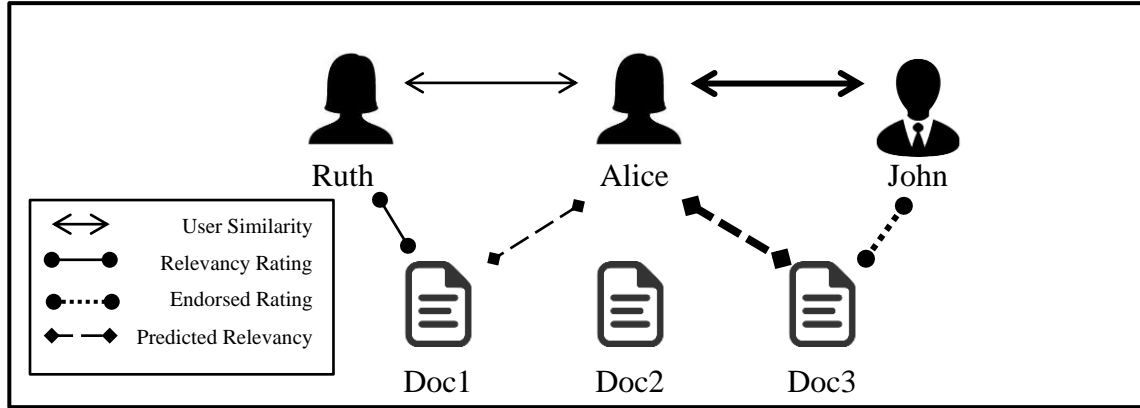 Ruth
Alice
John
User Similarity
Relevancy Rating
Endorsed Rating
Predicted Relevancy
Doc1
Doc2
Doc3